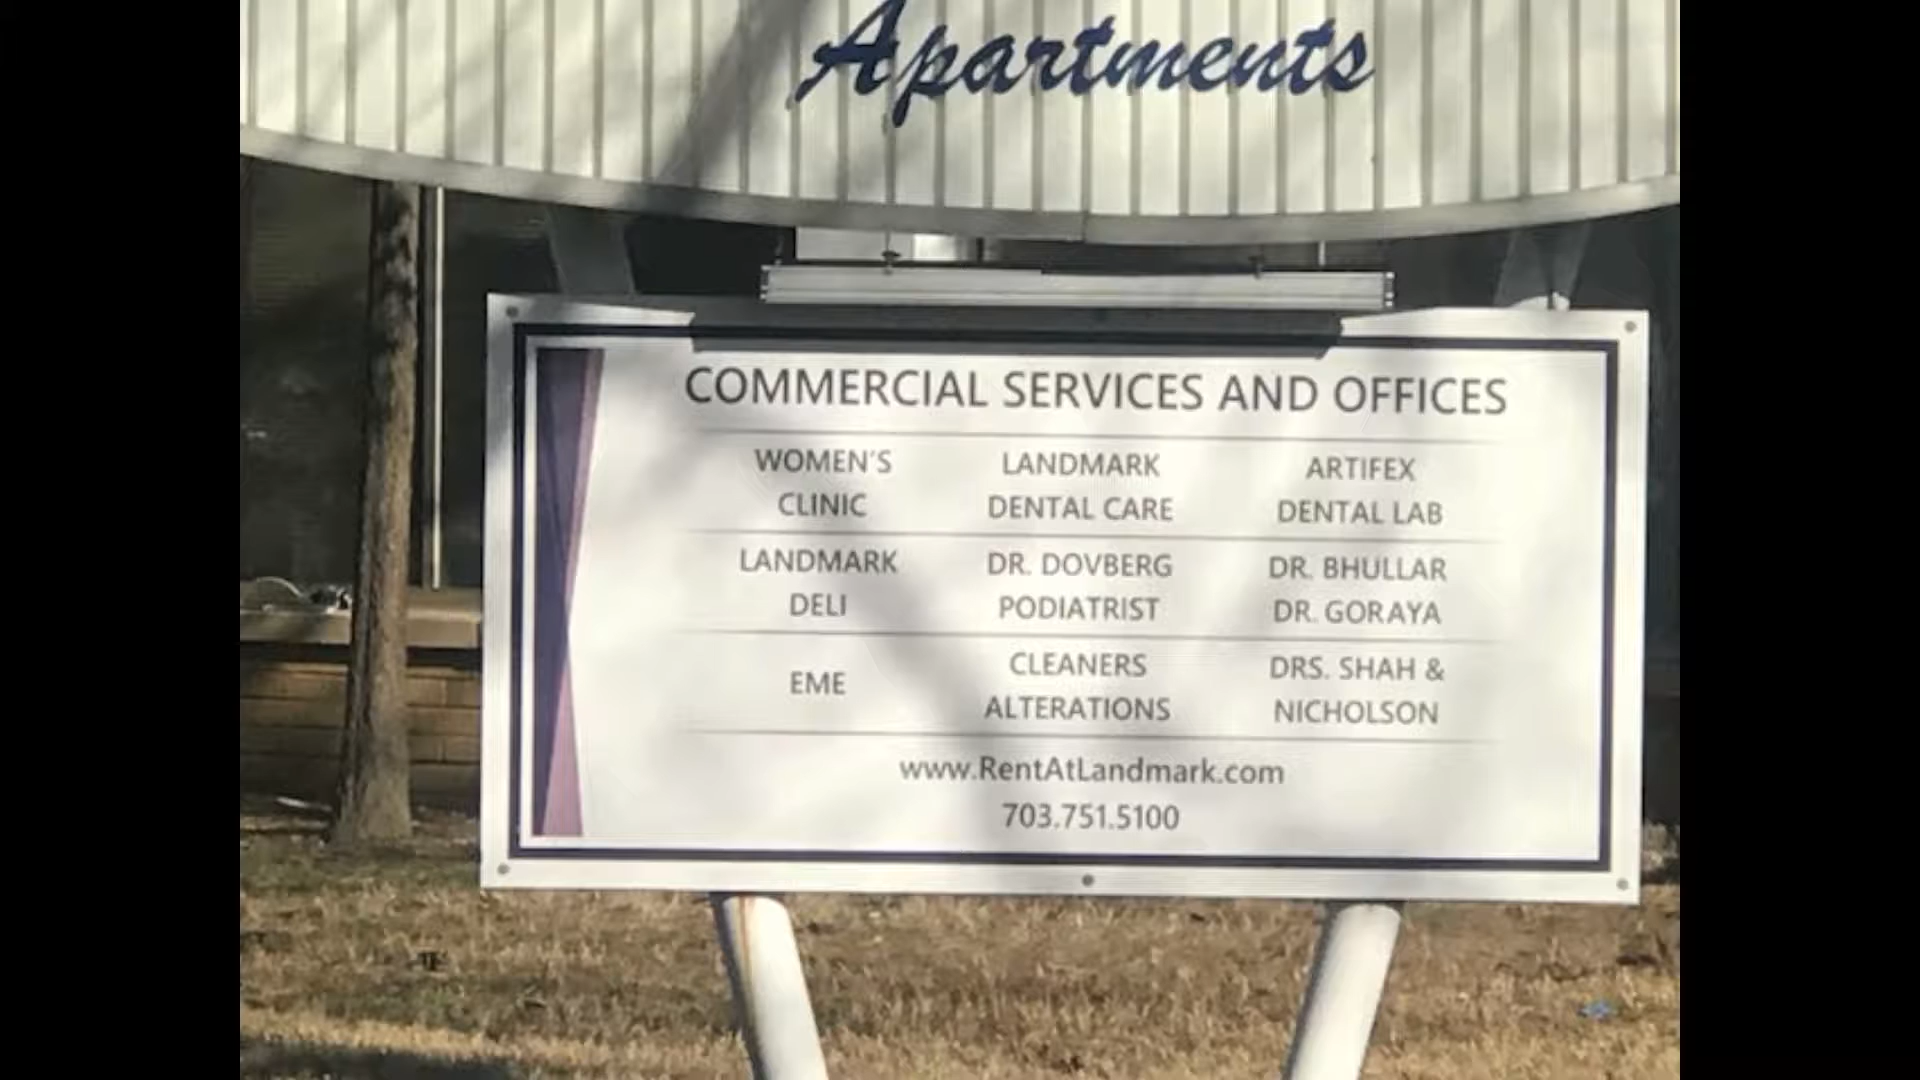 Apartments
COMMERCIAL SERVICES AND OFFICES
WOMEN'S CLINIC
LANDMARK DENTAL CARE
ARTIFEX DENTAL LAB
LANDMARK DELI
DR. DOVBERG PODIATRIST
DR. BHULLAR
DR. GORAYA
EME
CLEANERS ALTERATIONS
DRS. SHAH & NICHOLSON
www.RentAtLandmark.com
703.751.5100